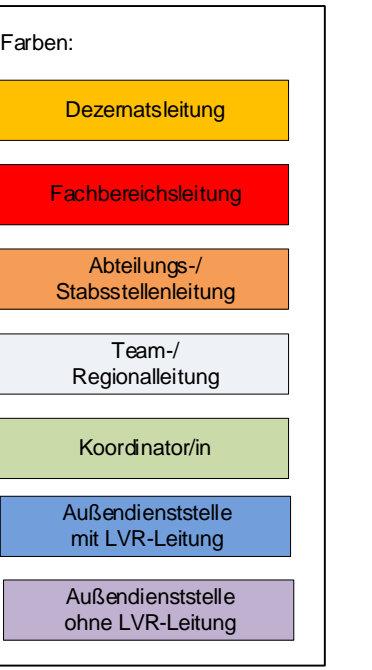 Farben:
Dezernatsleitung
Fachbereichsleitung
Abteilungs-/
Stabsstellenleitung
Team-/
Regionalleitung
Koordinator/in
Außendienststelle
mit LVR-Leitung
Außendienststelle
ohne LVR-Leitung